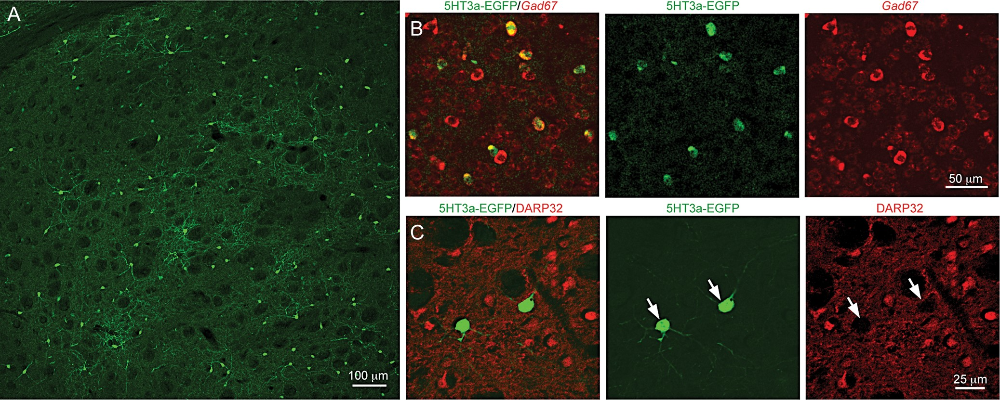 A
100 μm
5HT3a-EGFP/Gad67
5HT3a-EGFP
Gad67
B
50 μm
5HT3a-EGFP/DARP32
5HT3a-EGFP
DARP32
C
25 μm